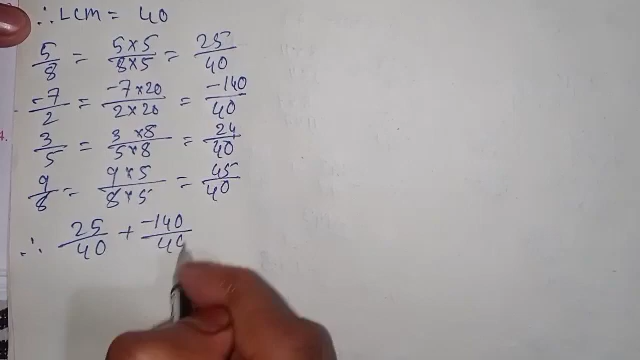 ∴ LCM = 40
5/8 = 5×5/8×5 = 25/40
-7/2 = -7×20/2×20 = -140/40
3/5 = 3×8/5×8 = 24/40
9/8 = 9×5/8×5 = 45/40
∴ 25/40 + -140/40